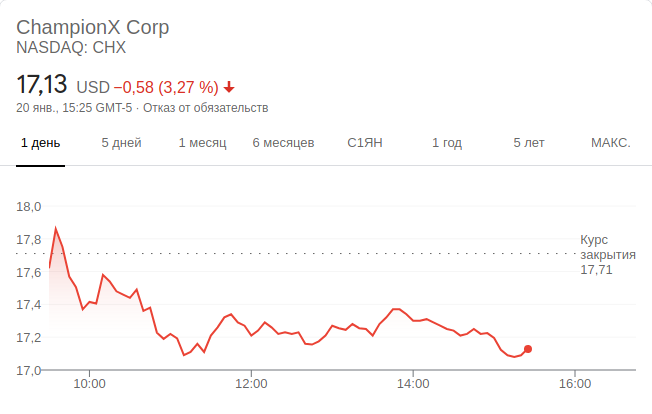 ChampionX Corp
NASDAQ: CHX
17,13 USD −0,58 (3,27 %)
20 янв., 15:25 GMT-5 · Отказ от обязательств
1 день 5 дней 1 месяц 6 месяцев С1ЯН 1 год 5 лет МАКС.
18,0
17,8
Курс
закрытия
17,71
17,6
17,4
17,2
17,0
10:00 12:00 14:00 16:00